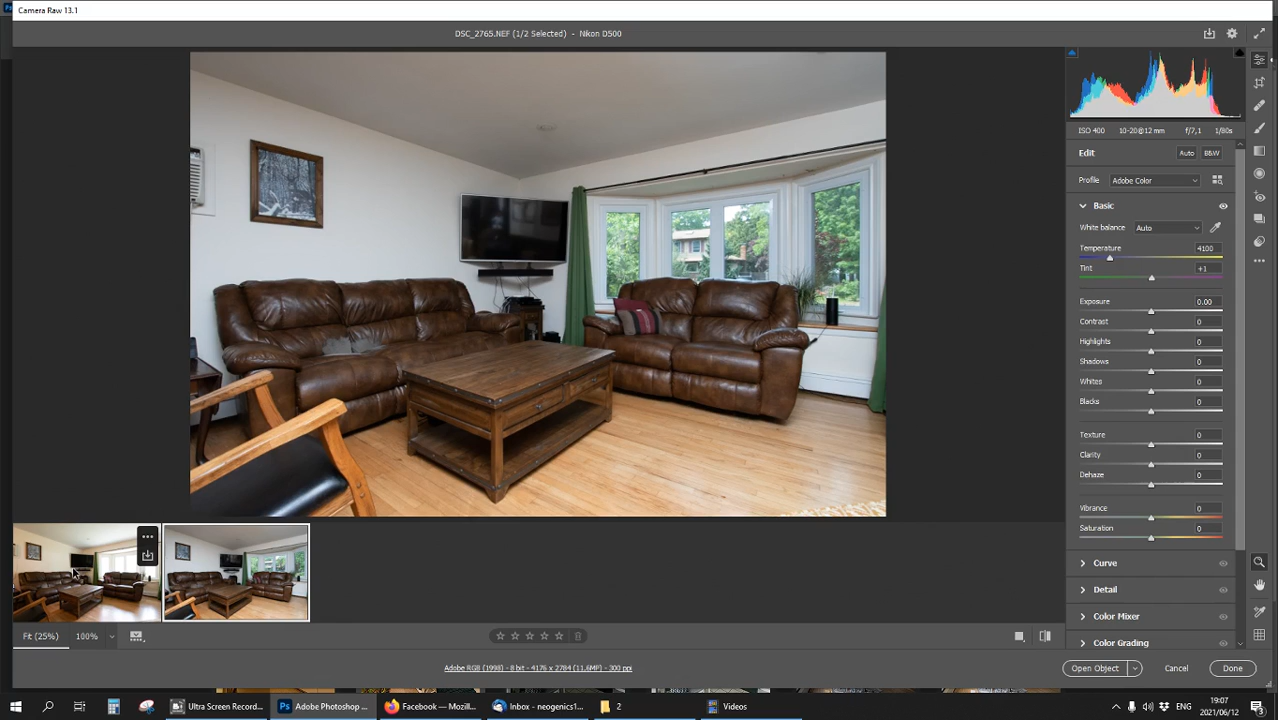 Camera Raw 13.1
DSC_2765.NEF (1/2 Selected) - Nikon D500
ISO 400 10-20@12 mm f/7,1 1/80s
Edit Auto B&W
Profile Adobe Color
Basic
White balance Auto
Temperature 4100
Tint +1
Exposure 0.00
Contrast 0
Highlights 0
Shadows 0
Whites 0
Blacks 0
Texture 0
Clarity 0
Dehaze 0
Vibrance 0
Saturation 0
Curve
Detail
Color Mixer
Color Grading
Fit (25%) 100%
Adobe RGB (1998) - 8 bit - 4176 x 2784 (11,6MP) - 300 ppi
Open Object Cancel Done
Ultra Screen Record... Ps Adobe Photoshop ... Facebook — Mozill... Inbox - neogenics1... 2 Videos
19:07
2021/06/12
3